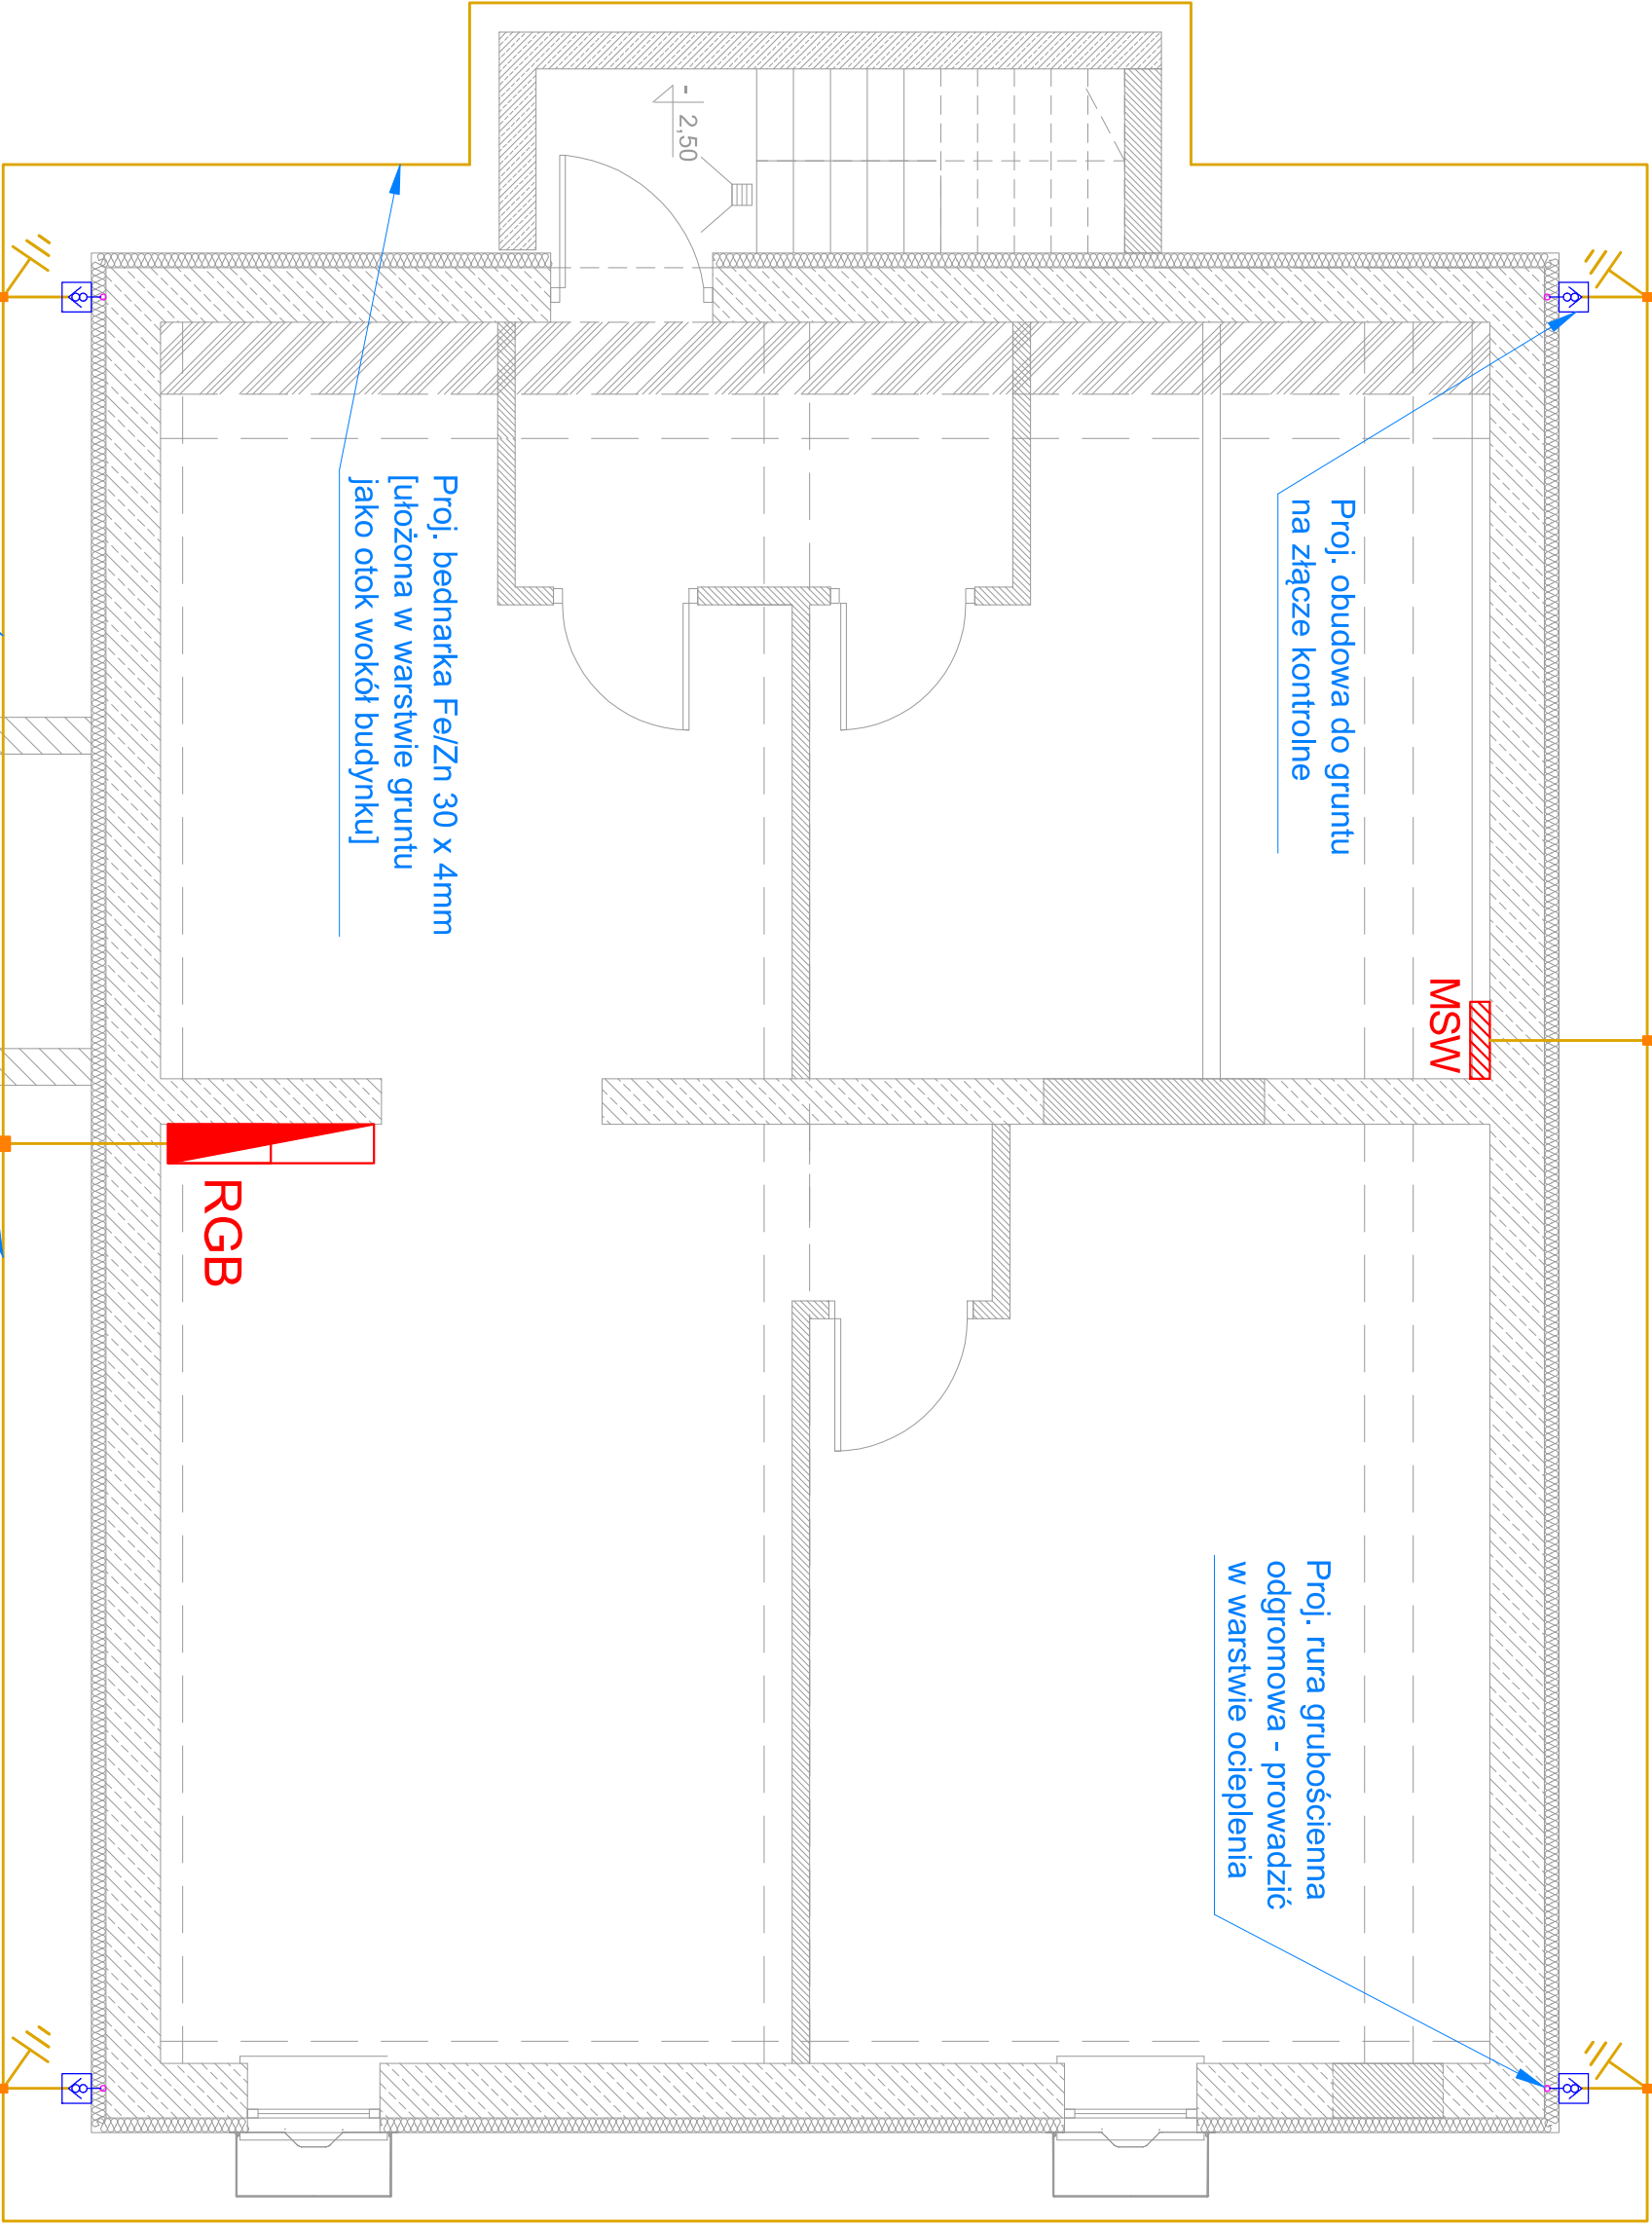 Proj. obudowa do gruntu
na złącze kontrolne
MSW
Proj. rura grubościenna
odgromowa - prowadzić
w warstwie ocieplenia
- 2,50
Proj. bednarka Fe/Zn 30 x 4mm
[ułożona w warstwie gruntu
jako otok wokół budynku]
RGB